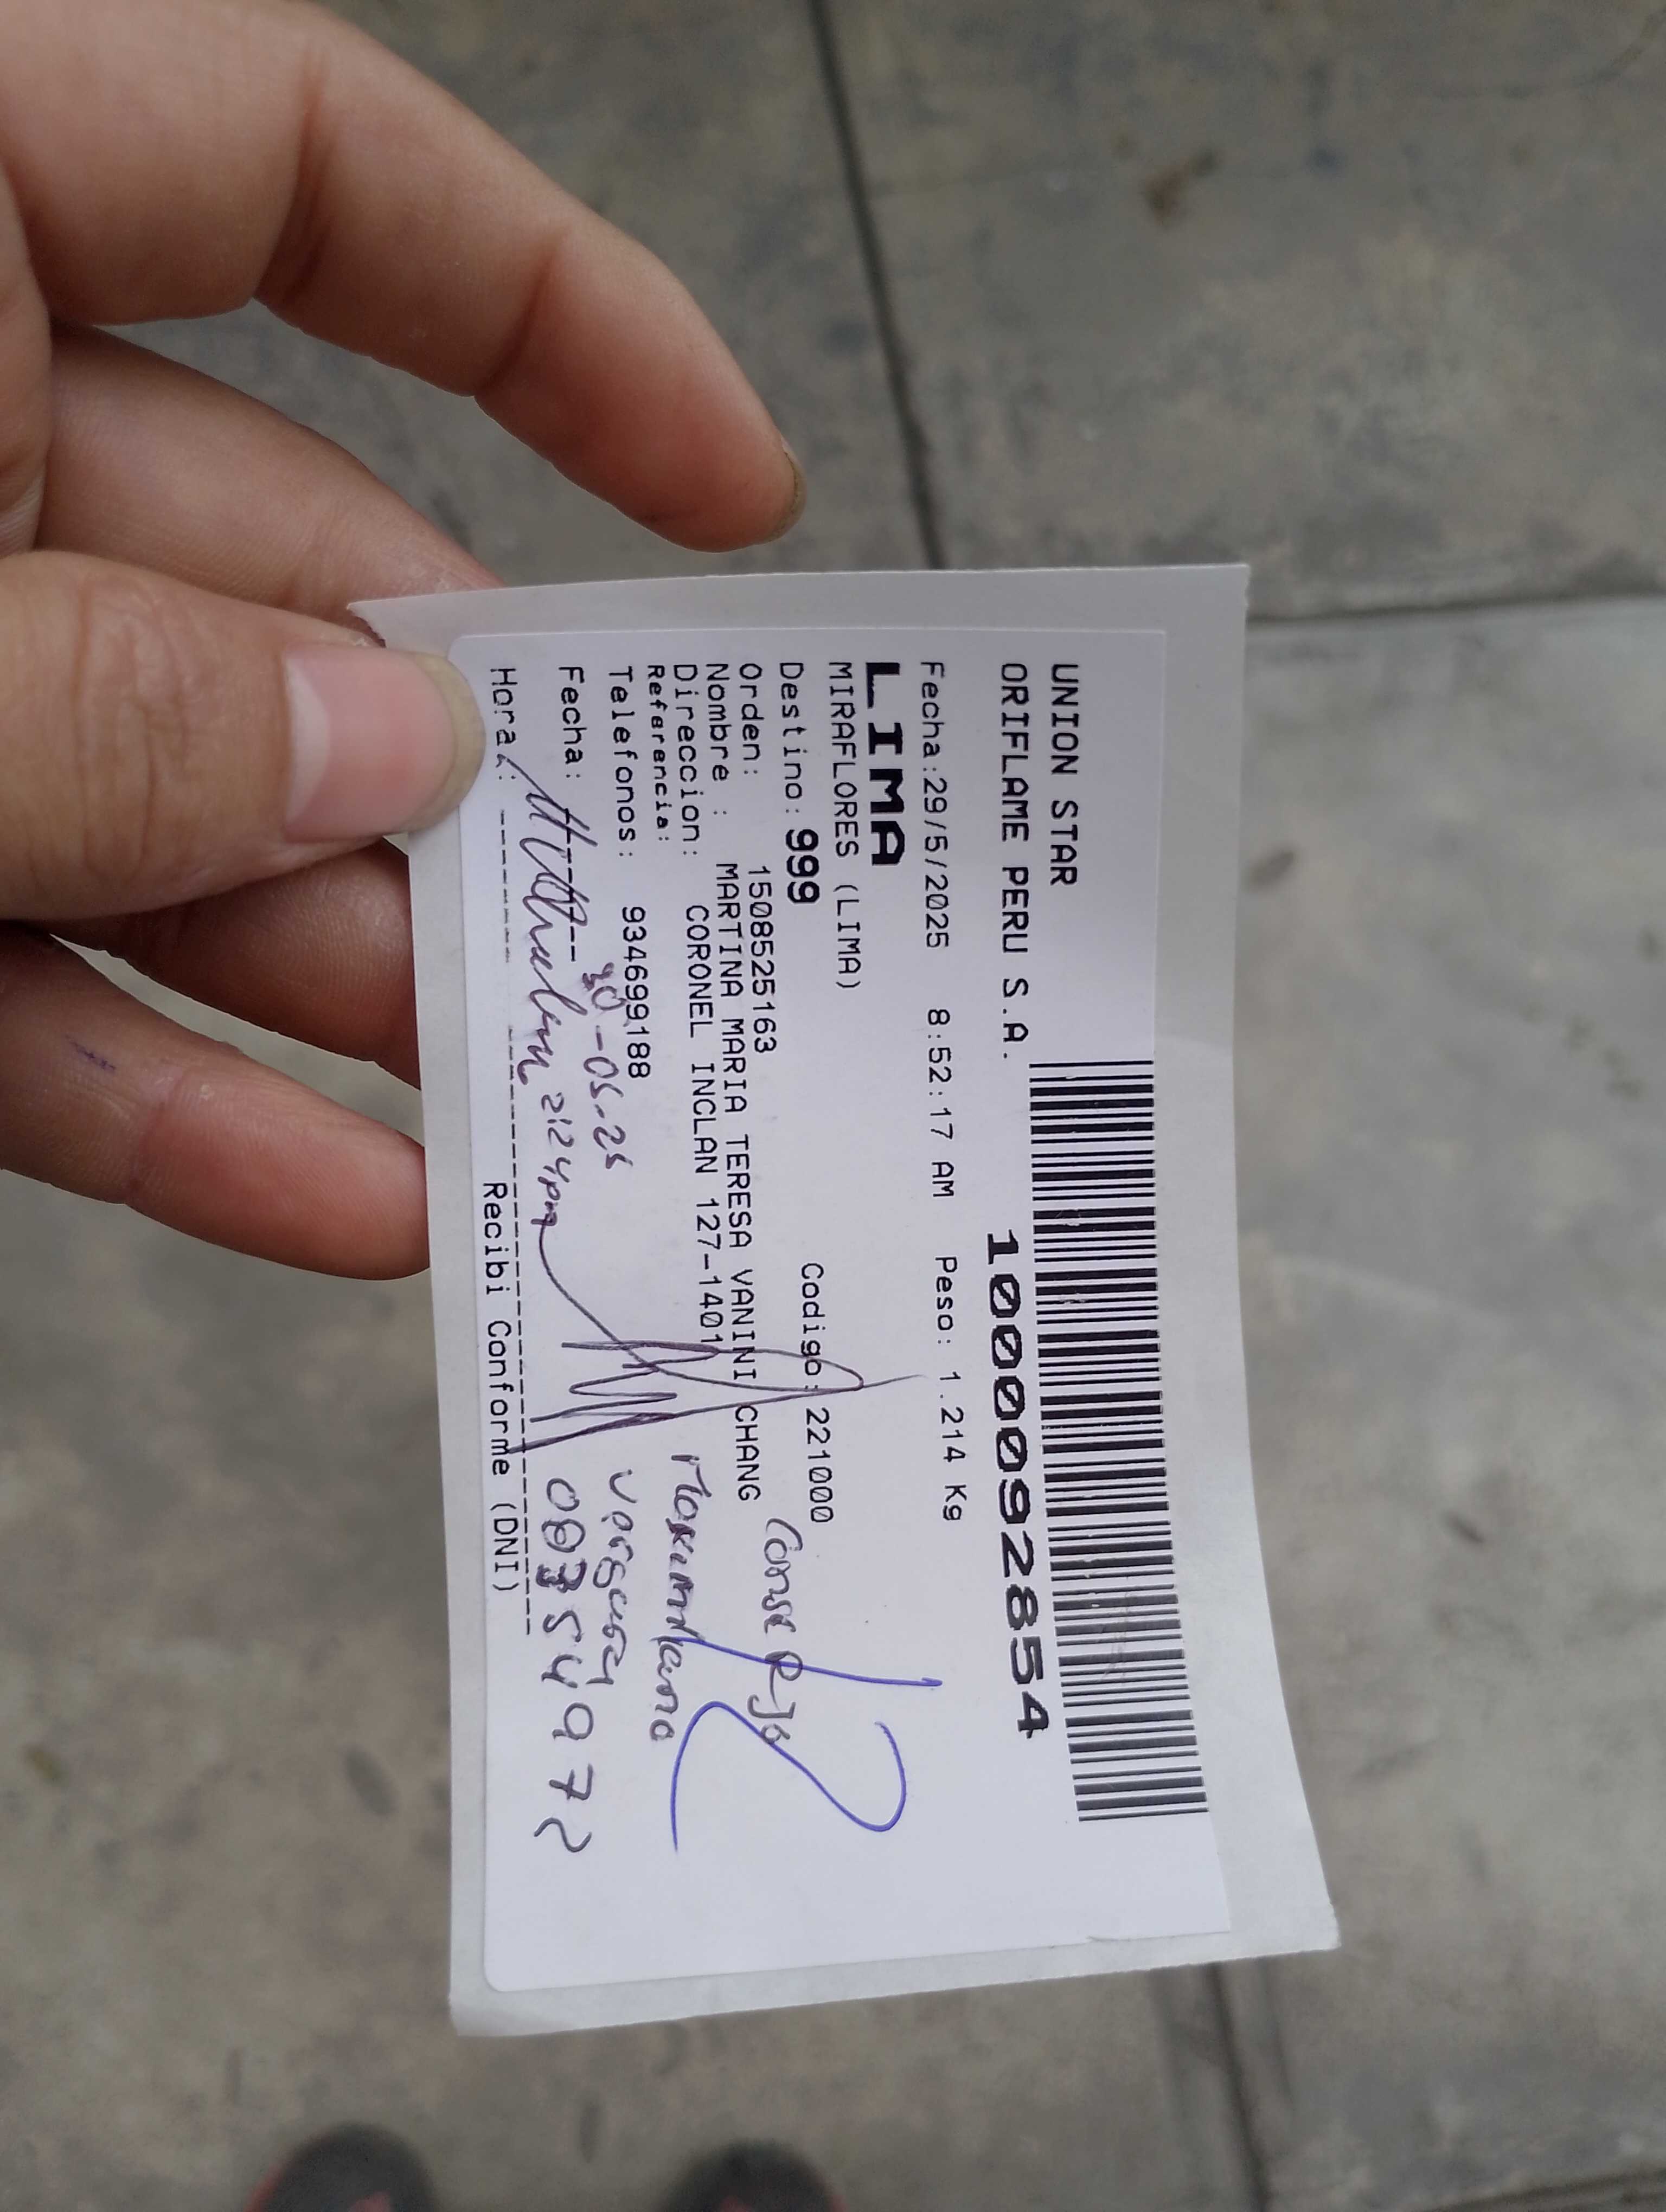 UNION STAR
ORIFLAME PERU S.A.
1000092854
Fecha:29/5/2025 8:52:17 AM Peso: 1.214 Kg
LIMA
MIRAFLORES (LIMA)
Destino: 999 Codigo: 221000
Orden: 1508525163
Nombre : MARTINA MARIA TERESA VANINI CHANG
Direccion: CORONEL INCLAN 127-1401
Referencia:
Telefonos: 934699188
Fecha: 30-05-25
Hora: 2:24pm
Recibi Conforme (DNI)